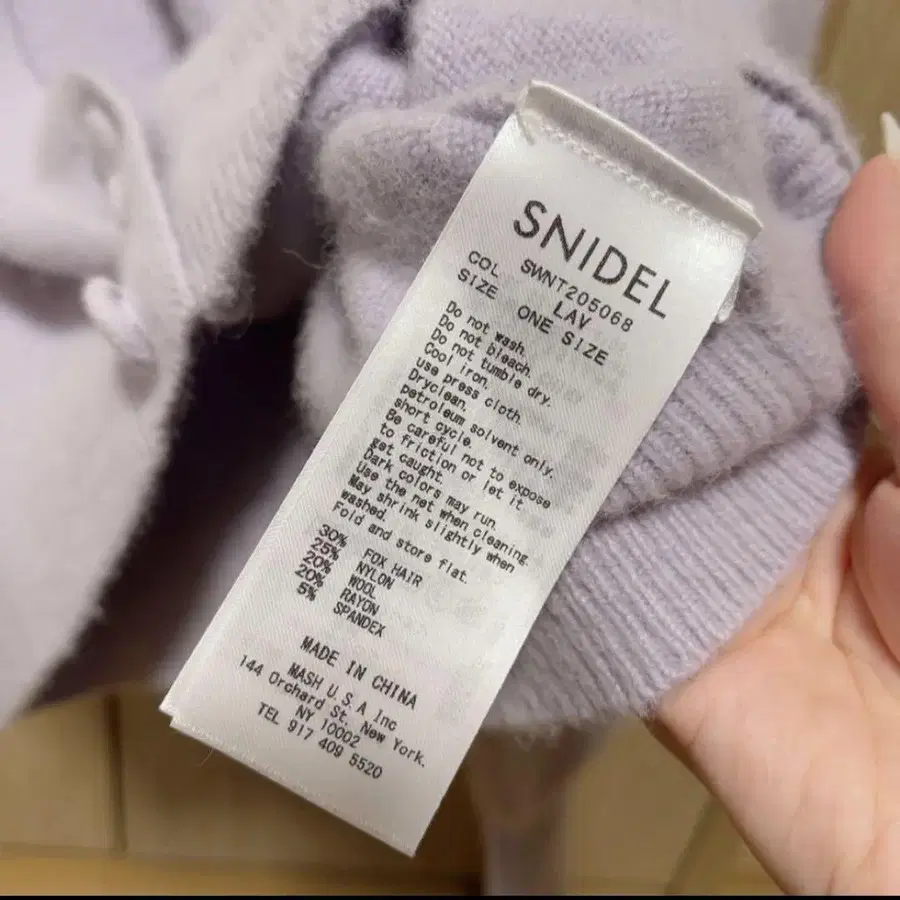 SNIDEL
SWNT205068
COL LAV
SIZE ONE SIZE
Do not wash.
Do not bleach.
Do not tumble dry.
Cool iron.
use press cloth.
Dryclean.
petroleum solvent only.
short cycle.
Be careful not to expose
to friction or let it
get caught.
Dark colors may run.
Use the net when cleaning.
May shrink slightly when
washed.
Fold and store flat.
30% FOX HAIR
25% NYLON
20% WOOL
20% RAYON
5% SPANDEX
MADE IN CHINA
MASH U.S.A Inc
144 Orchard St. New York.
NY 10002
TEL 917 409 5520